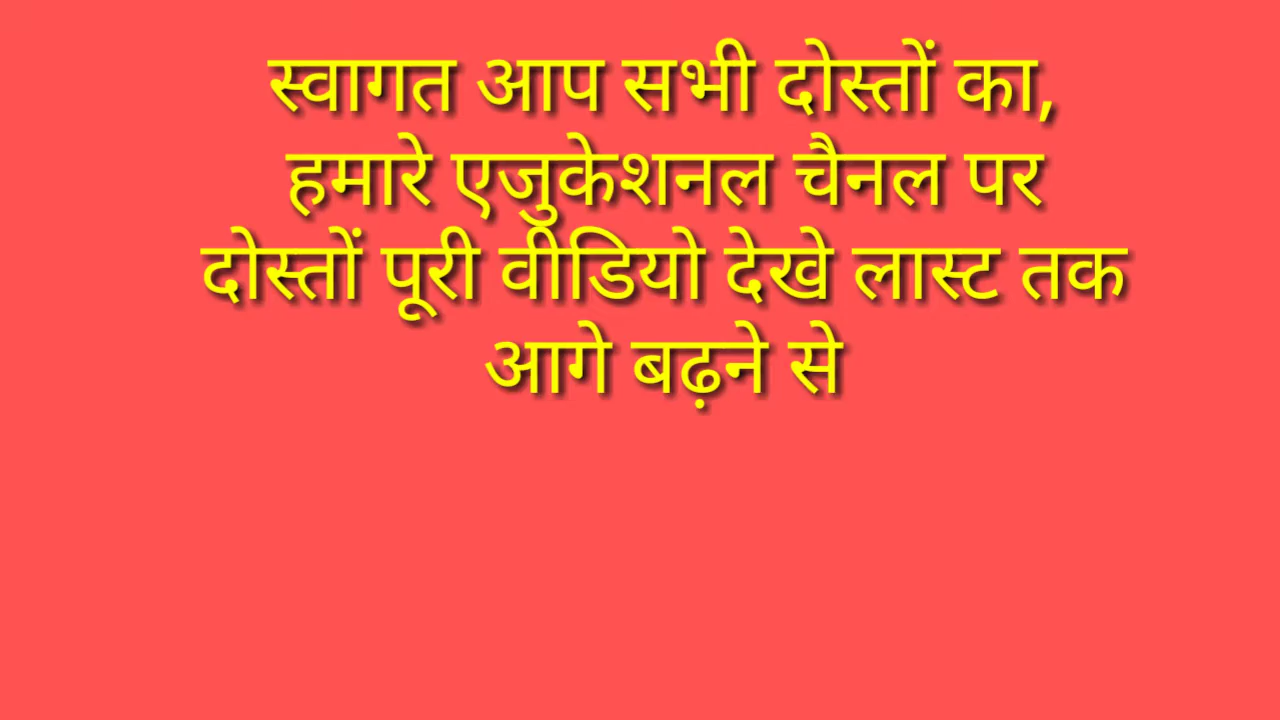 स्वागत आप सभी दोस्तों का,
हमारे एजुकेशनल चैनल पर
दोस्तों पूरी वीडियो देखे लास्ट तक
आगे बढ़ने से